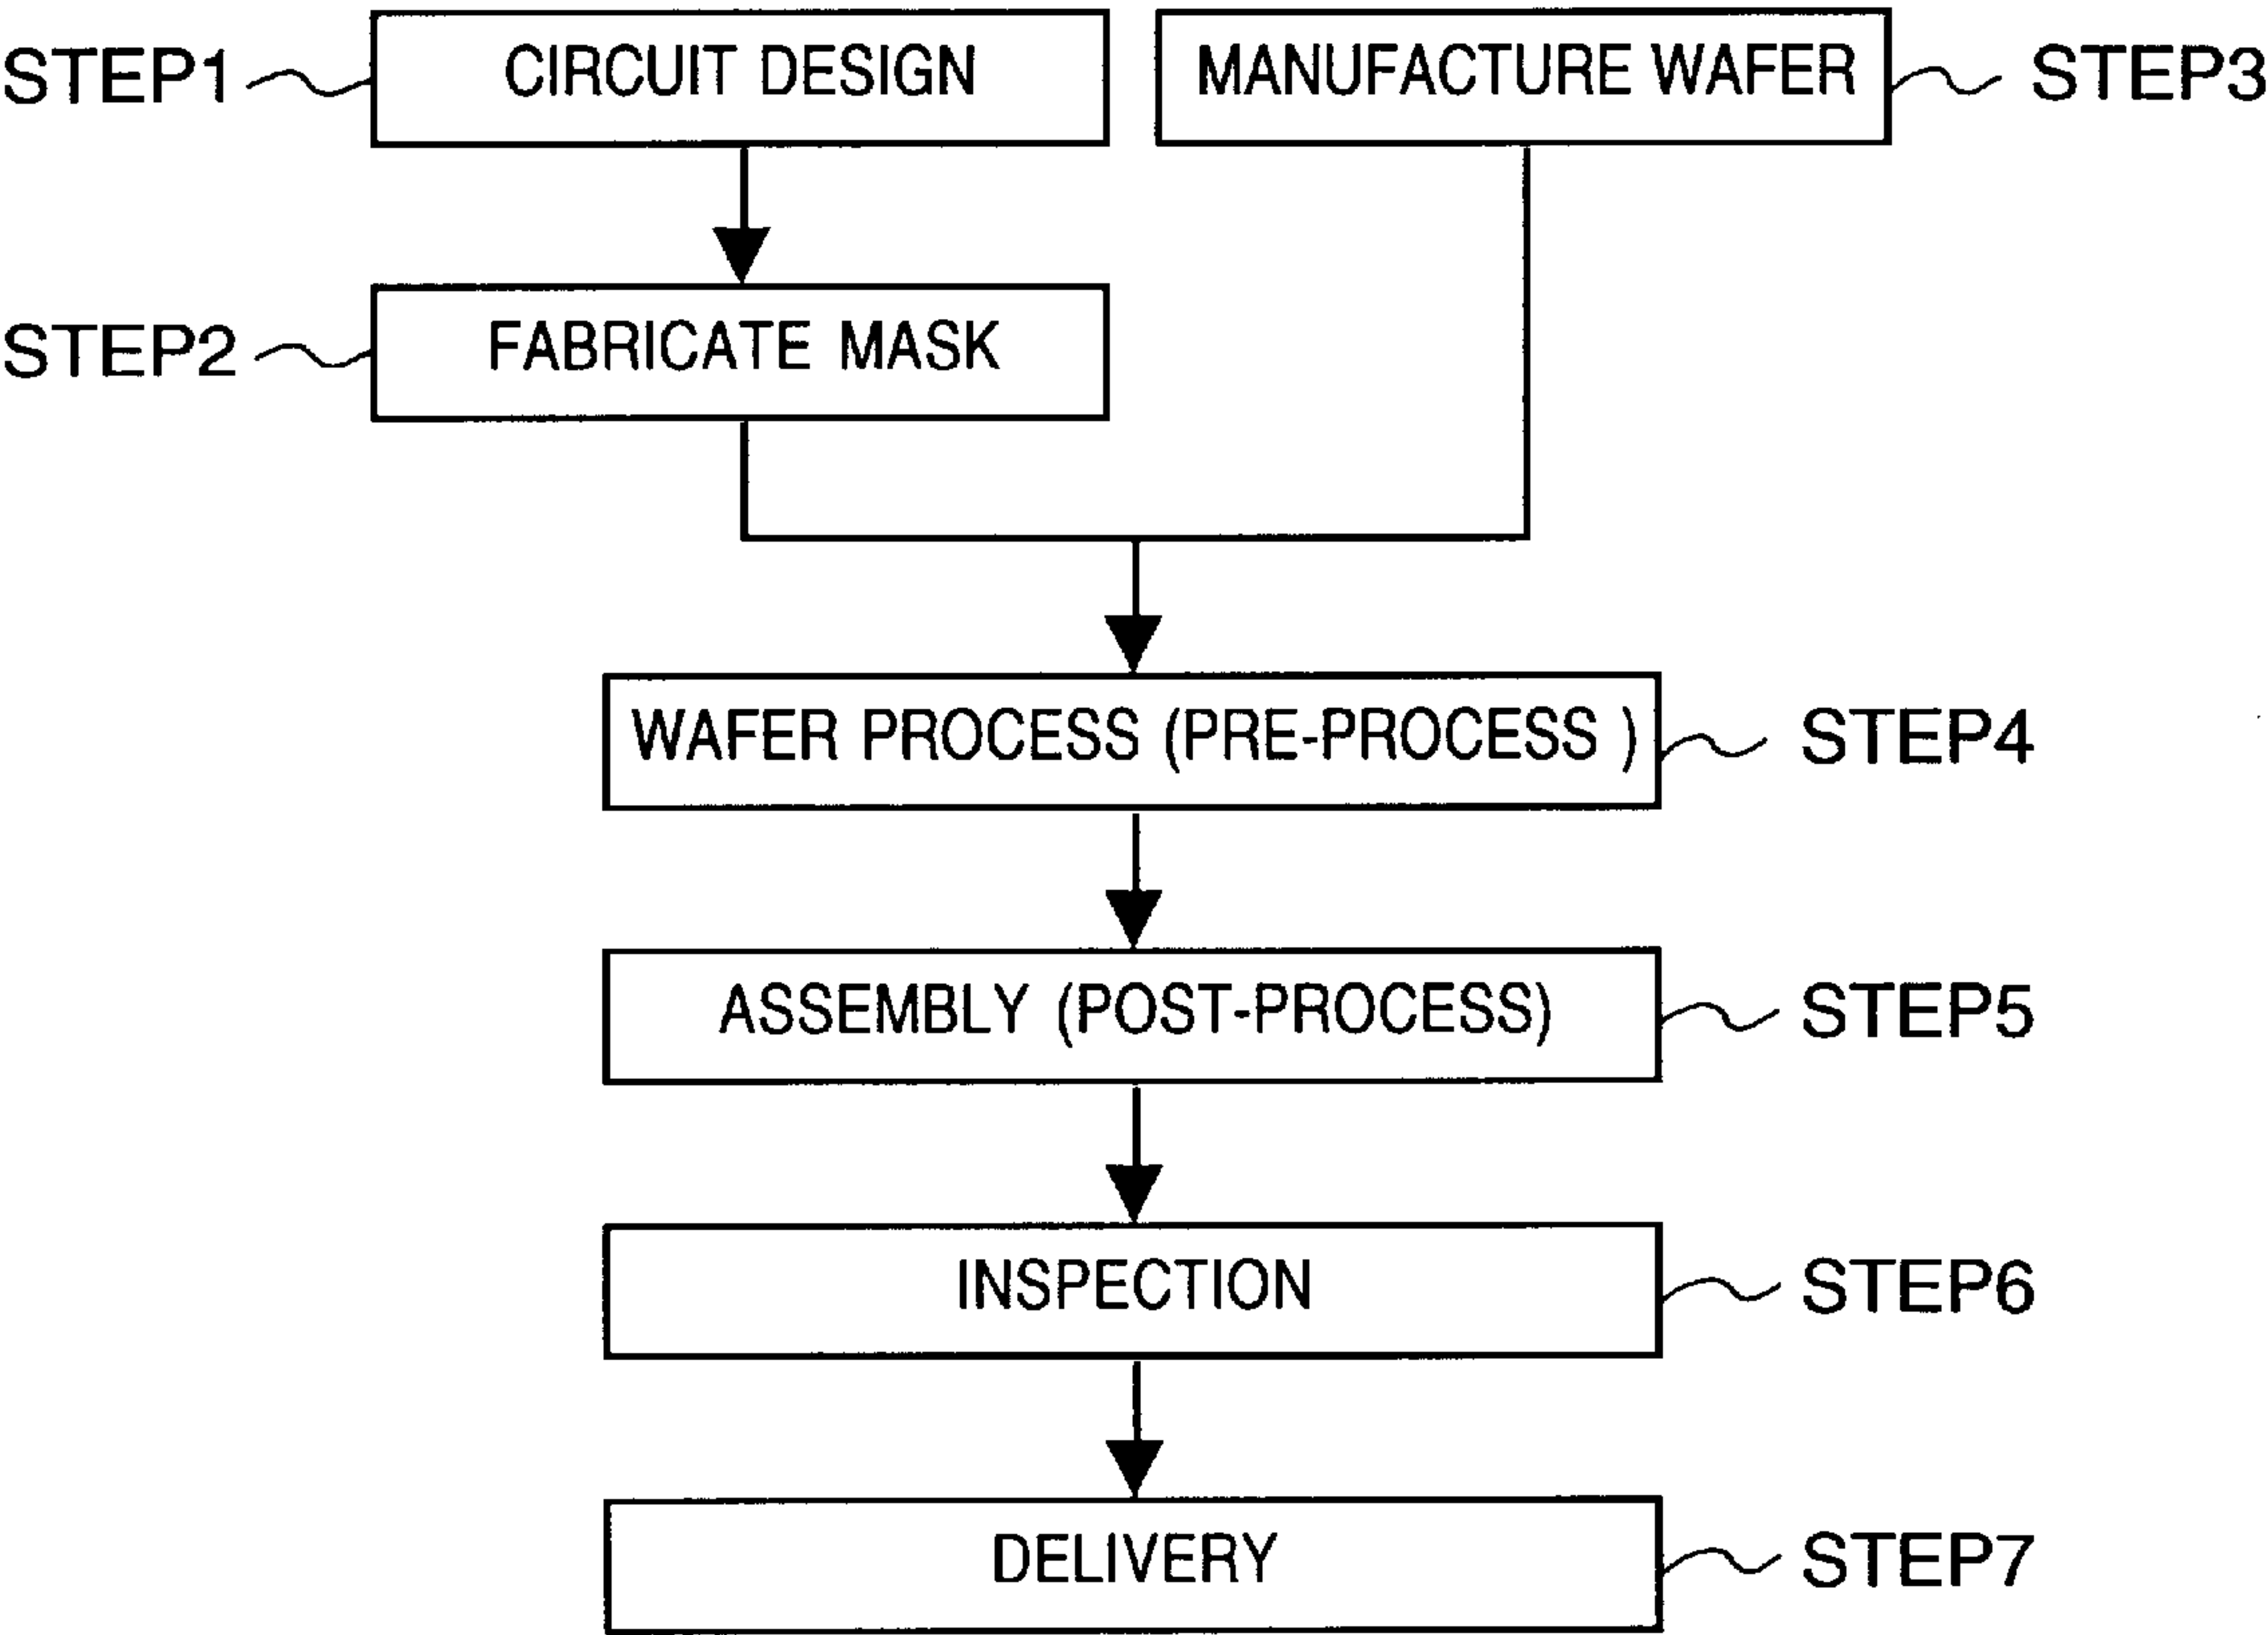 STEP1
CIRCUIT DESIGN
MANUFACTURE WAFER
STEP3
STEP2
FABRICATE MASK
WAFER PROCESS (PRE-PROCESS )
STEP4
ASSEMBLY (POST-PROCESS)
STEP5
INSPECTION
STEP6
DELIVERY
STEP7